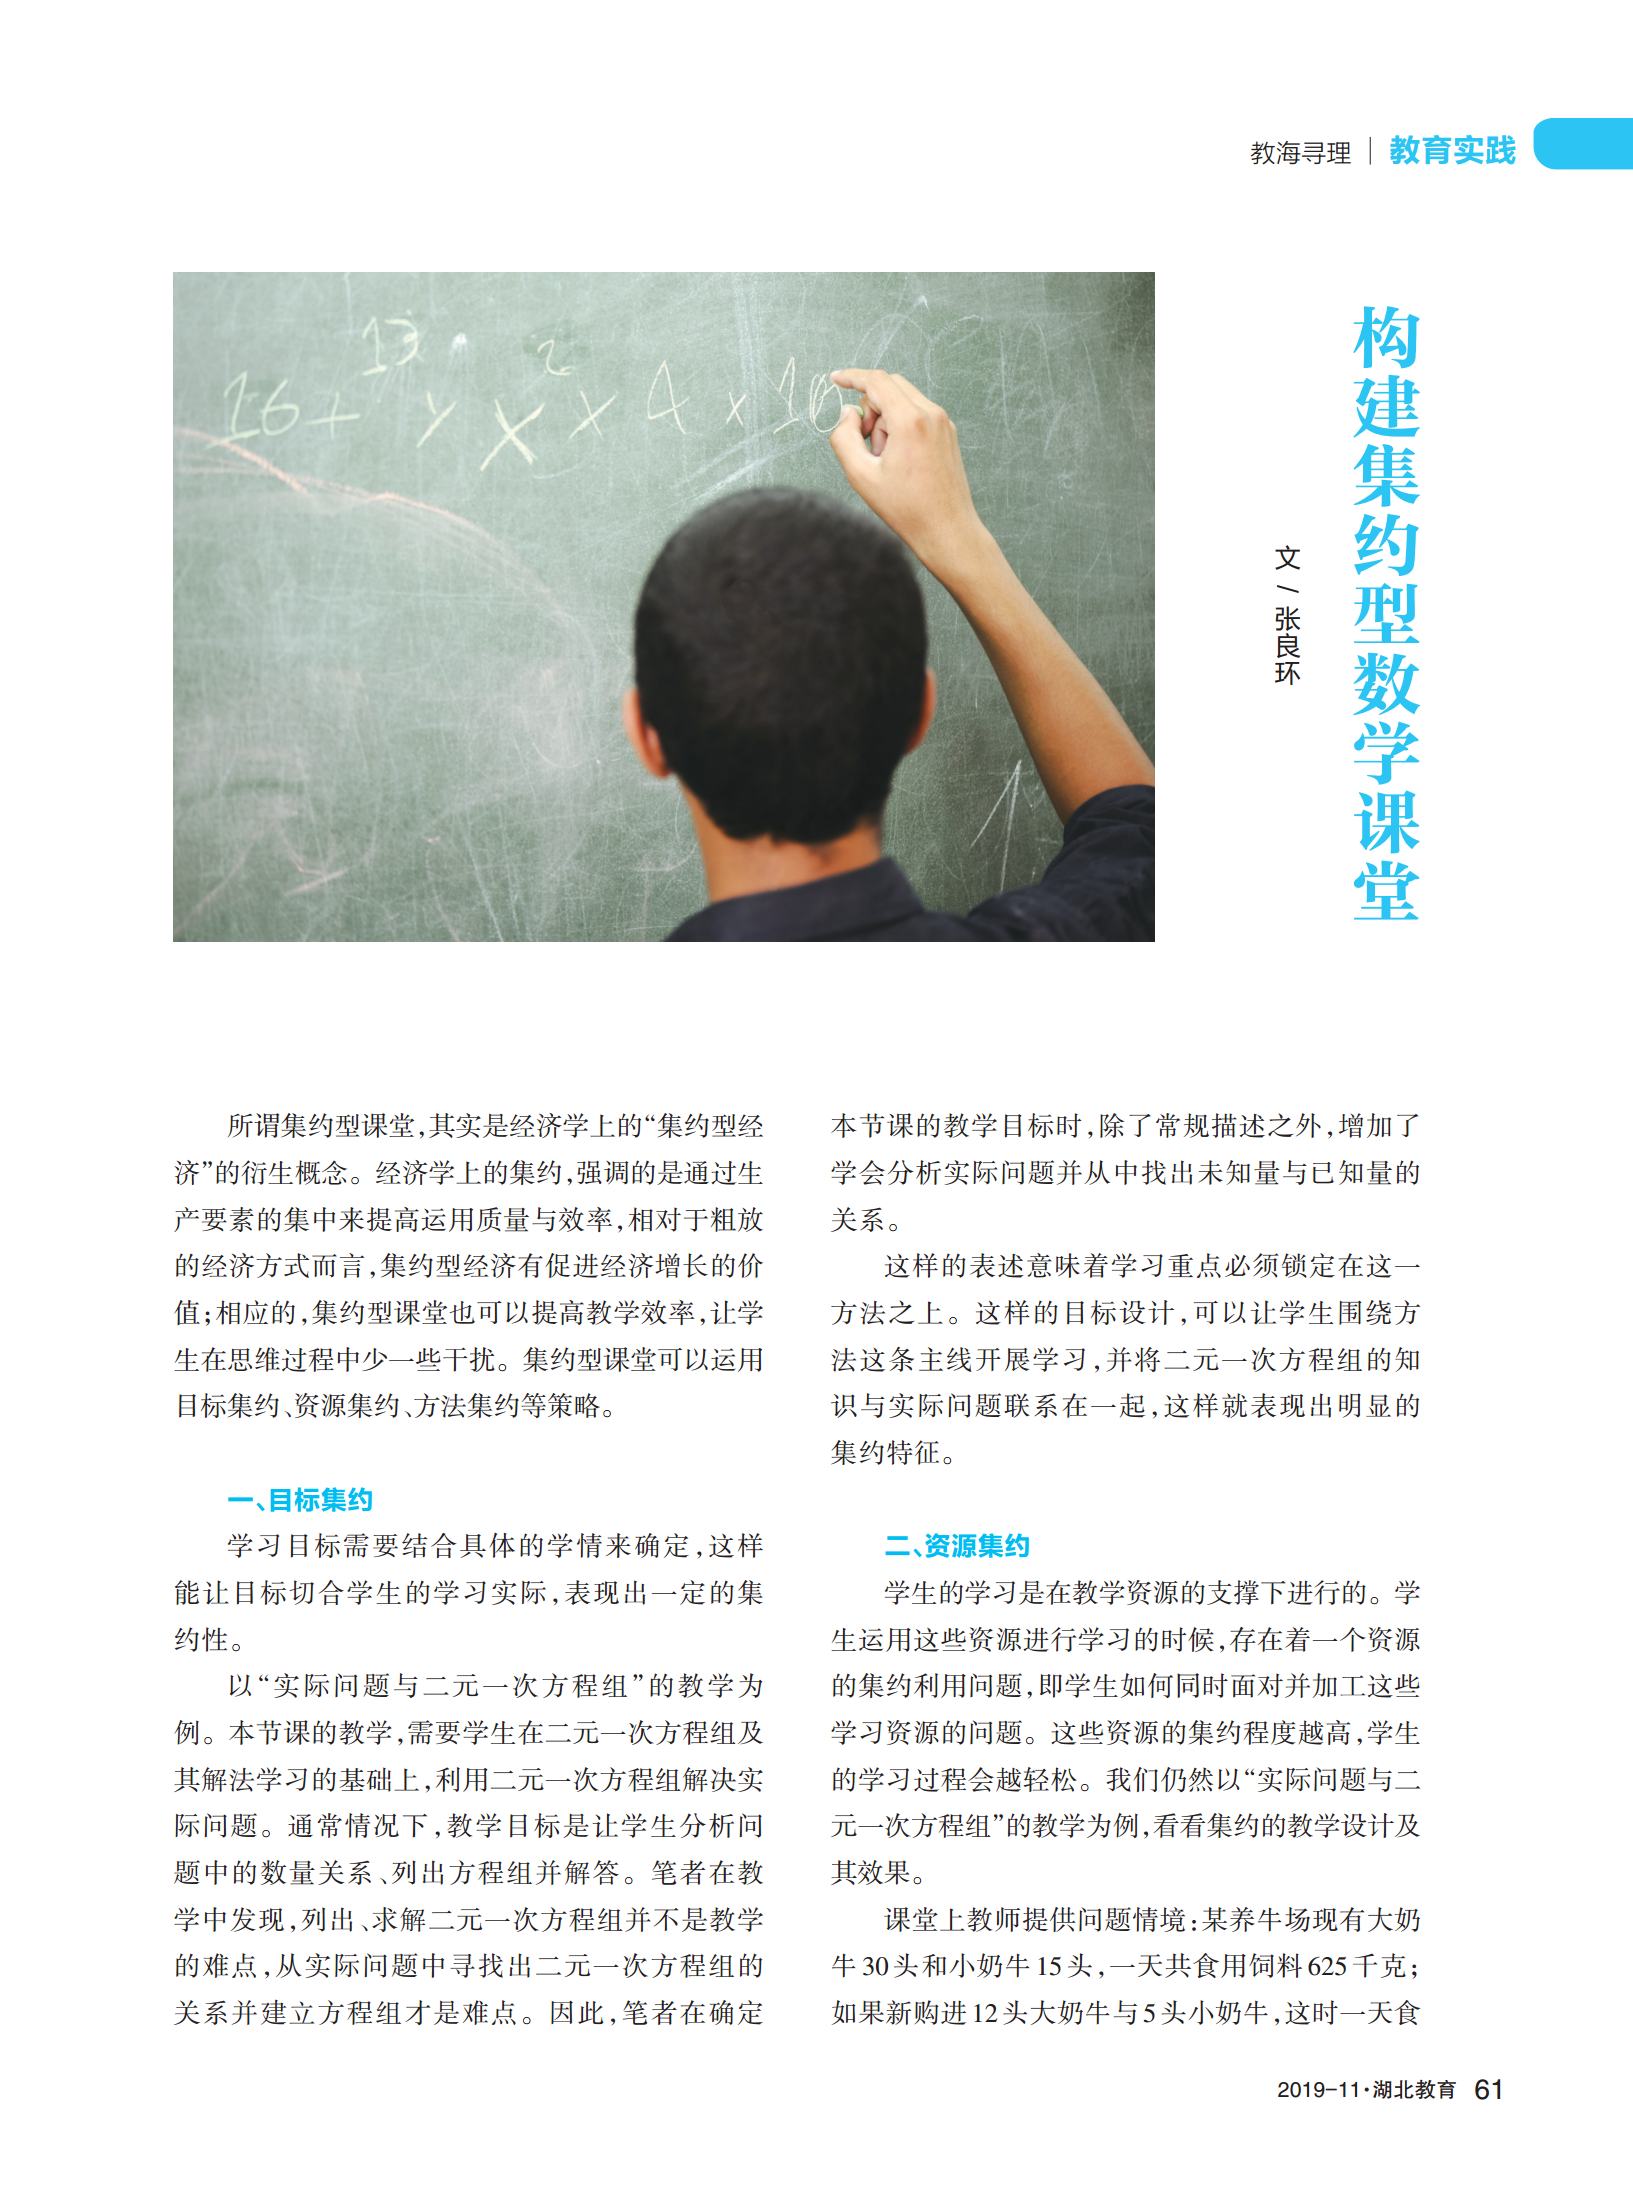 教海寻理 | 教育实践
构建集约型数学课堂
文/张良环
16+13 y x 2 x 4 x 10
所谓集约型课堂,其实是经济学上的“集约型经
济”的衍生概念。经济学上的集约,强调的是通过生
产要素的集中来提高运用质量与效率,相对于粗放
的经济方式而言,集约型经济有促进经济增长的价
值;相应的,集约型课堂也可以提高教学效率,让学
生在思维过程中少一些干扰。集约型课堂可以运用
目标集约、资源集约、方法集约等策略。
一、目标集约
学习目标需要结合具体的学情来确定,这样
能让目标切合学生的学习实际,表现出一定的集
约性。
以“实际问题与二元一次方程组”的教学为
例。本节课的教学,需要学生在二元一次方程组及
其解法学习的基础上,利用二元一次方程组解决实
际问题。通常情况下,教学目标是让学生分析问
题中的数量关系、列出方程组并解答。笔者在教
学中发现,列出、求解二元一次方程组并不是教学
的难点,从实际问题中寻找出二元一次方程组的
关系并建立方程组才是难点。因此,笔者在确定
本节课的教学目标时,除了常规描述之外,增加了
学会分析实际问题并从中找出未知量与已知量的
关系。
这样的表述意味着学习重点必须锁定在这一
方法之上。这样的目标设计,可以让学生围绕方
法这条主线开展学习,并将二元一次方程组的知
识与实际问题联系在一起,这样就表现出明显的
集约特征。
二、资源集约
学生的学习是在教学资源的支撑下进行的。学
生运用这些资源进行学习的时候,存在着一个资源
的集约利用问题,即学生如何同时面对并加工这些
学习资源的问题。这些资源的集约程度越高,学生
的学习过程会越轻松。我们仍然以“实际问题与二
元一次方程组”的教学为例,看看集约的教学设计及
其效果。
课堂上教师提供问题情境:某养牛场现有大奶
牛30头和小奶牛15头,一天共食用饲料625千克;
如果新购进12头大奶牛与5头小奶牛,这时一天食
2019-11·湖北教育 61